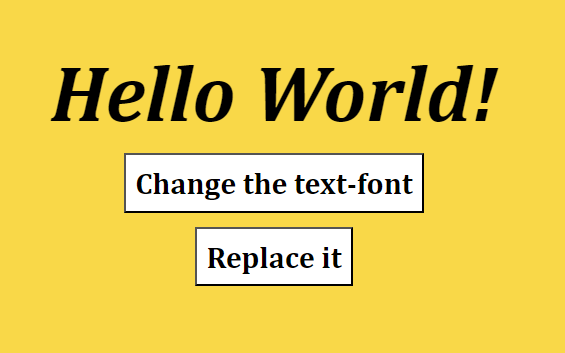 Hello World!
Change the text-font
Replace it